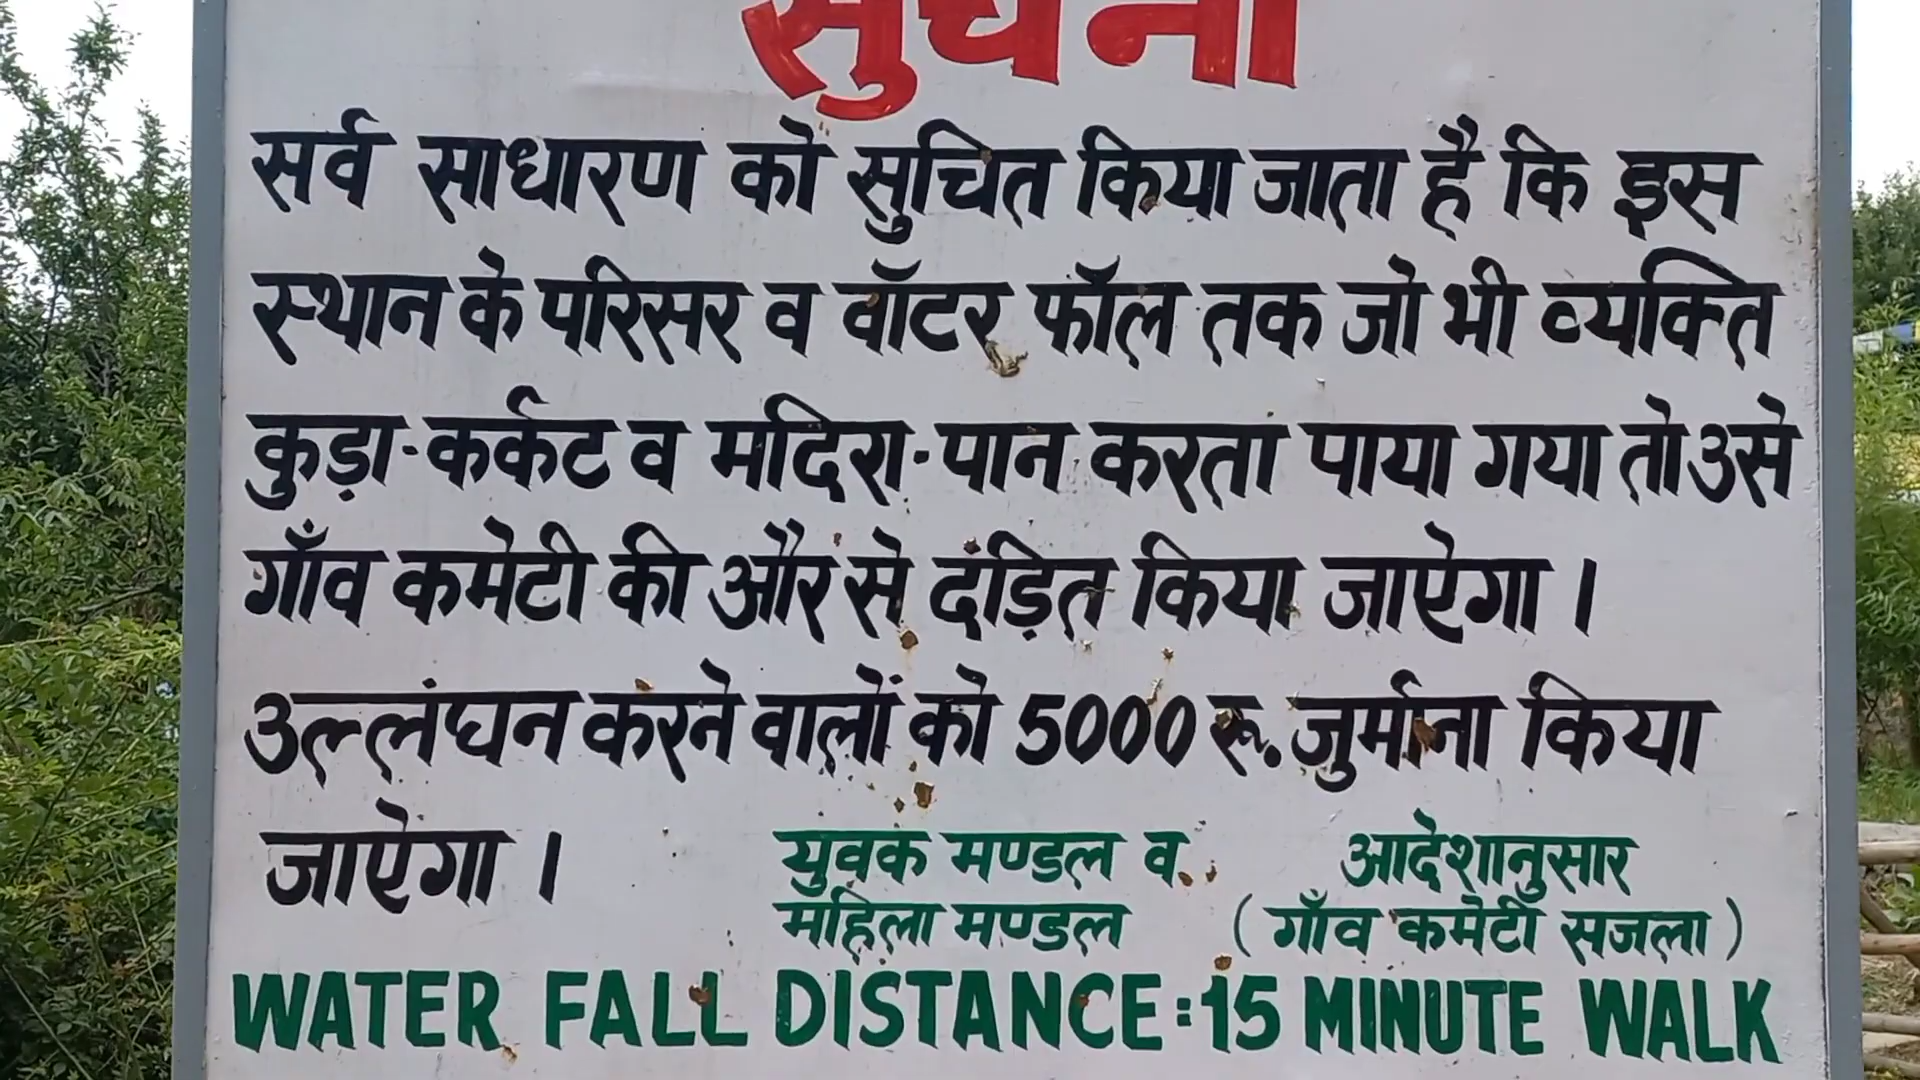 सुचना
सर्व साधारण को सुचित किया जाता है कि इस
स्थान के परिसर व वॉटर फॉल तक जो भी व्यक्ति
कुड़ा-कर्कट व मदिरा-पान करता पाया गया तो उसे
गाँव कमेटी की और से दंड़ित किया जाऐगा ।
उल्लंघन करने वालों को 5000 रू. जुर्माना किया
जाऐगा ।
युवक मण्डल व आदेशानुसार
महिला मण्डल (गाँव कमेटी सजला)
WATER FALL DISTANCE:15 MINUTE WALK